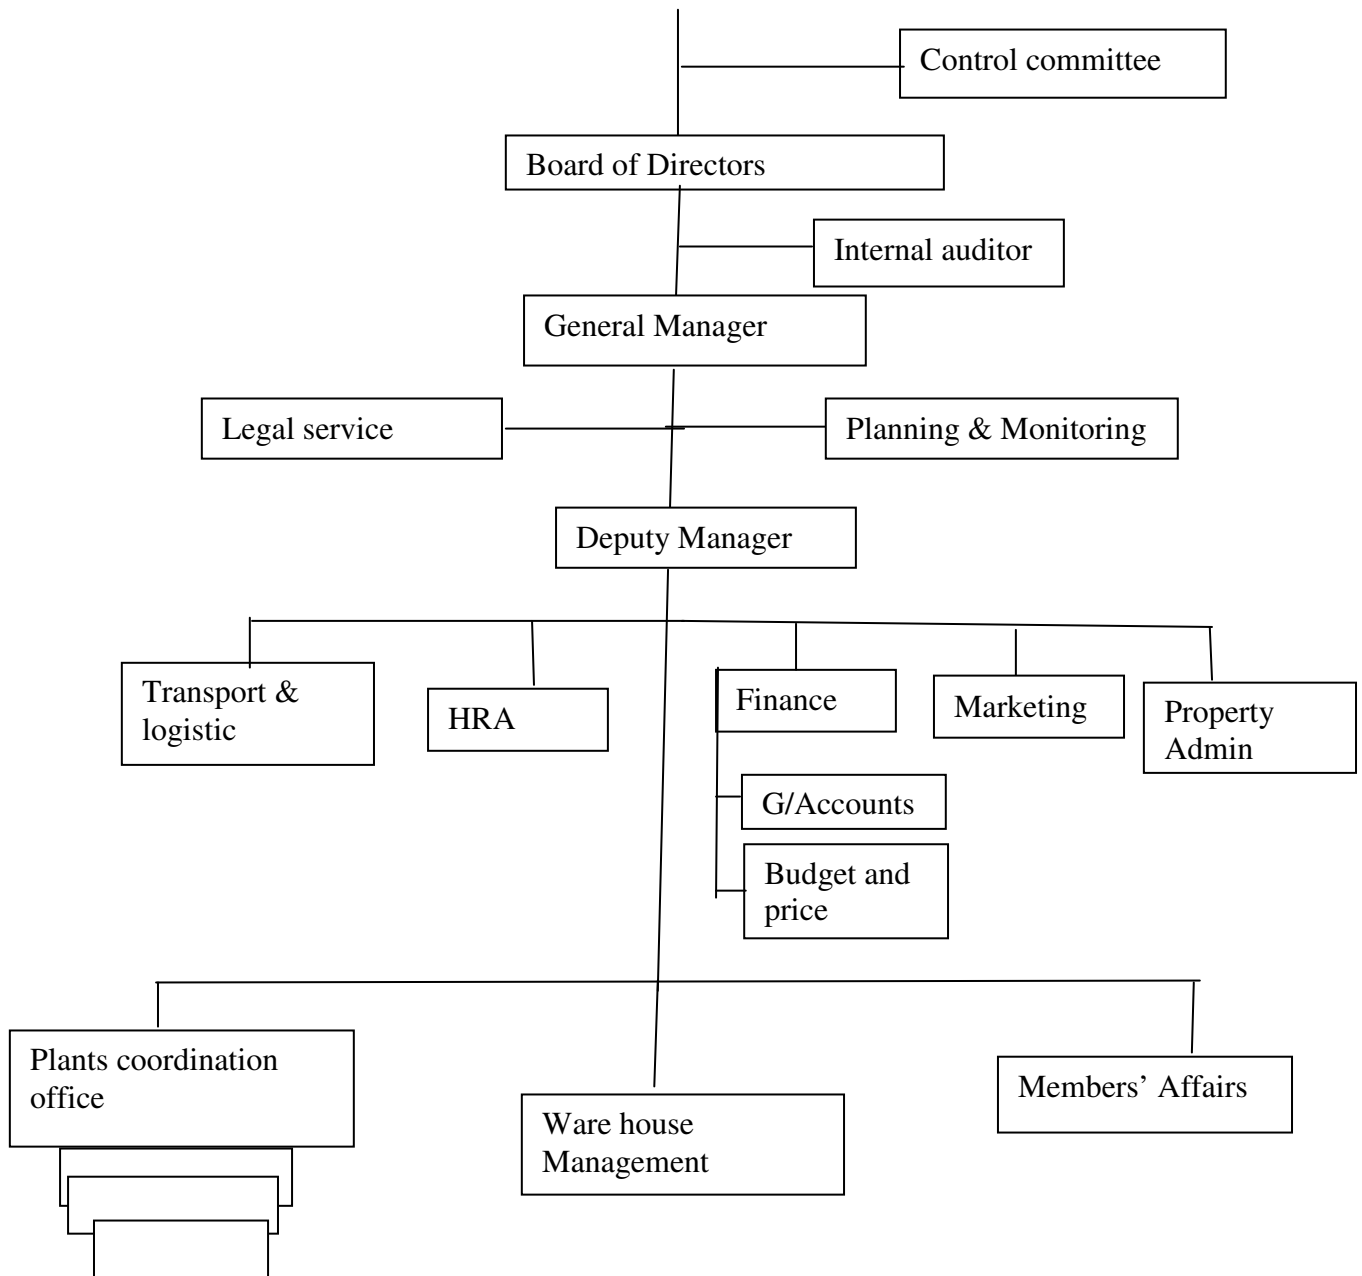 Control committee
Board of Directors
Internal auditor
General Manager
Legal service
Planning & Monitoring
Deputy Manager
Transport &
logistic
HRA
Finance
Marketing
Property
Admin
G/Accounts
Budget and
price
Plants coordination
office
Ware house
Management
Members’ Affairs